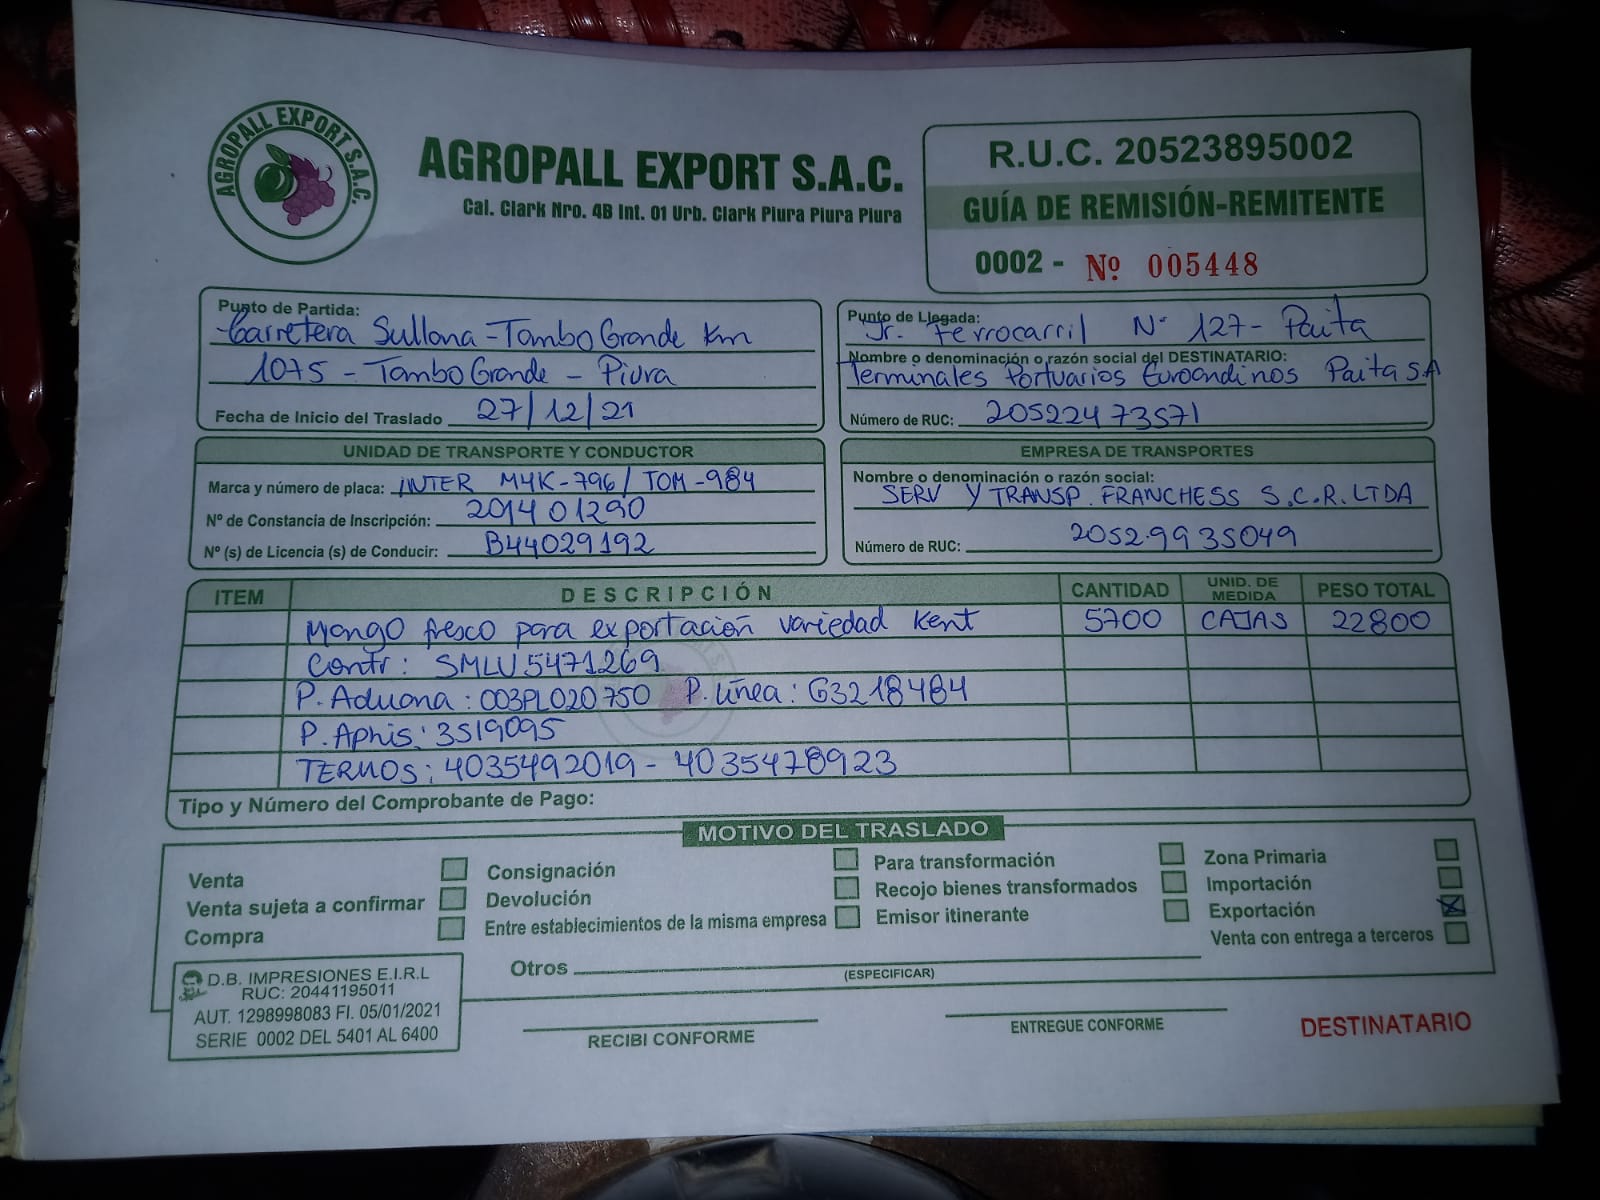 AGROPALL EXPORT S.A.C.
AGROPALL EXPORT S.A.C.
Cal. Clark Nro. 4B Int. 01 Urb. Clark Piura Piura Piura
R.U.C. 20523895002
GUÍA DE REMISIÓN-REMITENTE
0002 - Nº 005448
Punto de Partida:
Carretera Sullana-TamboGrande Km
1075 - TamboGrande - Piura
Fecha de Inicio del Traslado 27/12/21
Punto de Llegada:
Jr. Ferrocarril Nº 127- Paita
Nombre o denominación o razón social del DESTINATARIO:
Terminales Portuarios Euroandinos Paita S.A
Número de RUC: 20522473571
UNIDAD DE TRANSPORTE Y CONDUCTOR
Marca y número de placa: INTER M4K-796/TOM-984
Nº de Constancia de Inscripción: 201401290
Nº (s) de Licencia (s) de Conducir: B44029192
EMPRESA DE TRANSPORTES
Nombre o denominación o razón social:
SERV Y TRANSP. FRANCHESS S.C.R.LTDA
Número de RUC: 20529935049
ITEM DESCRIPCIÓN CANTIDAD UNID. DE MEDIDA PESO TOTAL
Mango fresco para exportación variedad Kent 5700 CAJAS 22800
Contr: SMLU5471269
P. Aduana: 003PL020750 P. Línea: G3218484
P. Aphis: 3519095
TERMOS: 4035492019 - 4035478923
Tipo y Número del Comprobante de Pago:
MOTIVO DEL TRASLADO
Venta
Venta sujeta a confirmar
Compra
Consignación
Devolución
Entre establecimientos de la misma empresa
Para transformación
Recojo bienes transformados
Emisor itinerante
Zona Primaria
Importación
Exportación X
Venta con entrega a terceros
Otros
(ESPECIFICAR)
D.B. IMPRESIONES E.I.R.L
RUC: 20441195011
AUT. 1298998083 FI. 05/01/2021
SERIE 0002 DEL 5401 AL 6400
RECIBI CONFORME
ENTREGUE CONFORME
DESTINATARIO